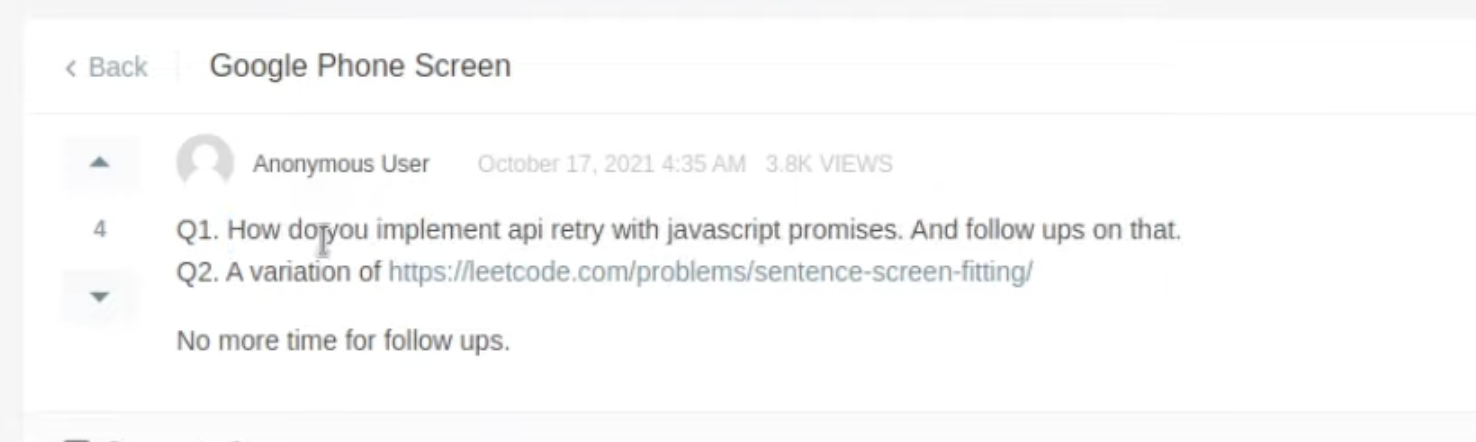 Back
Google Phone Screen
Anonymous User October 17, 2021 4:35 AM 3.8K VIEWS
4
Q1. How do you implement api retry with javascript promises. And follow ups on that.
Q2. A variation of https://leetcode.com/problems/sentence-screen-fitting/
No more time for follow ups.